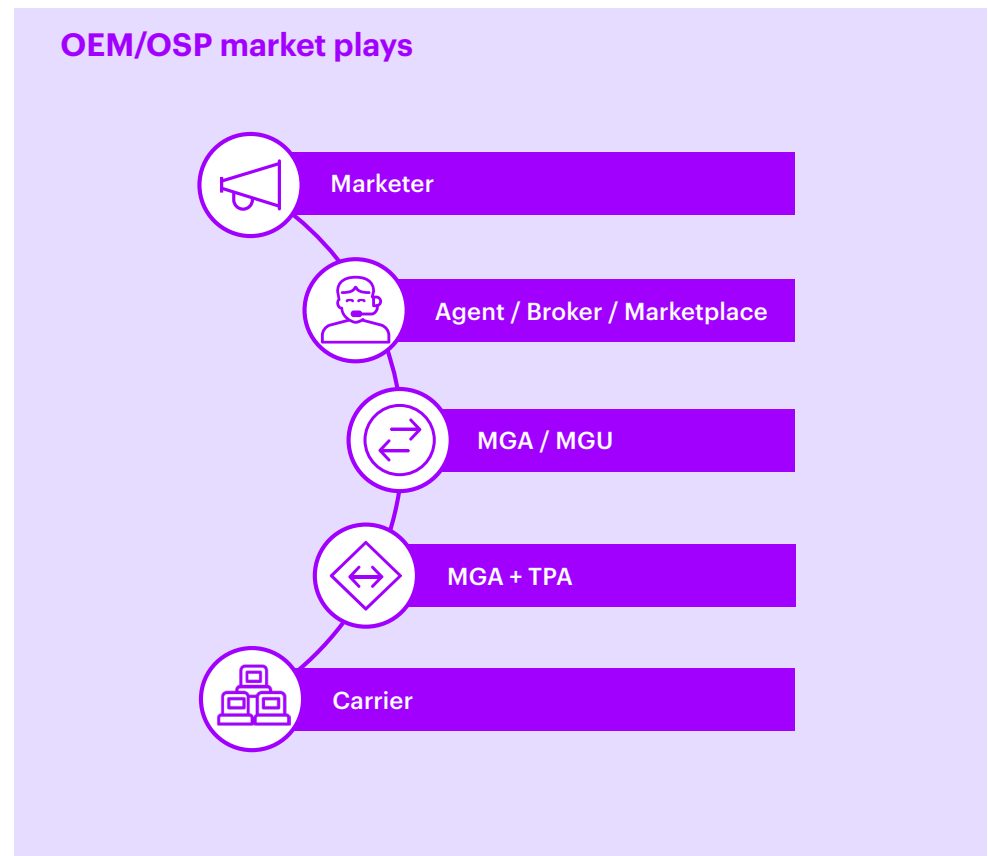 OEM/OSP market plays
Marketer
Agent / Broker / Marketplace
MGA / MGU
MGA + TPA
Carrier